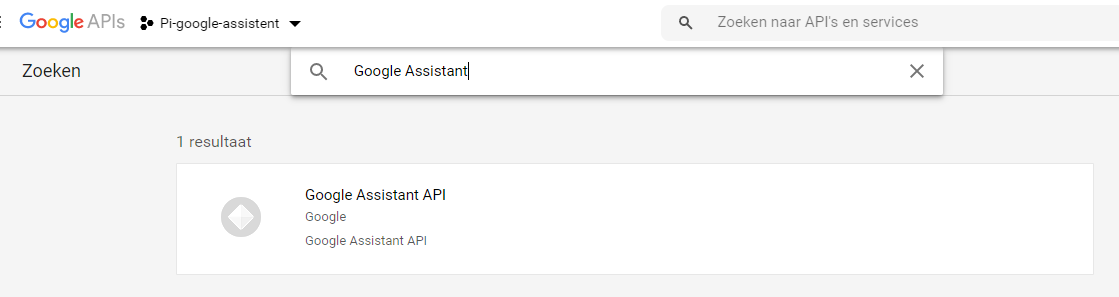 Google APIs Pi-google-assistent Zoeken naar API's en services
Zoeken Google Assistant
1 resultaat
Google Assistant API
Google
Google Assistant API